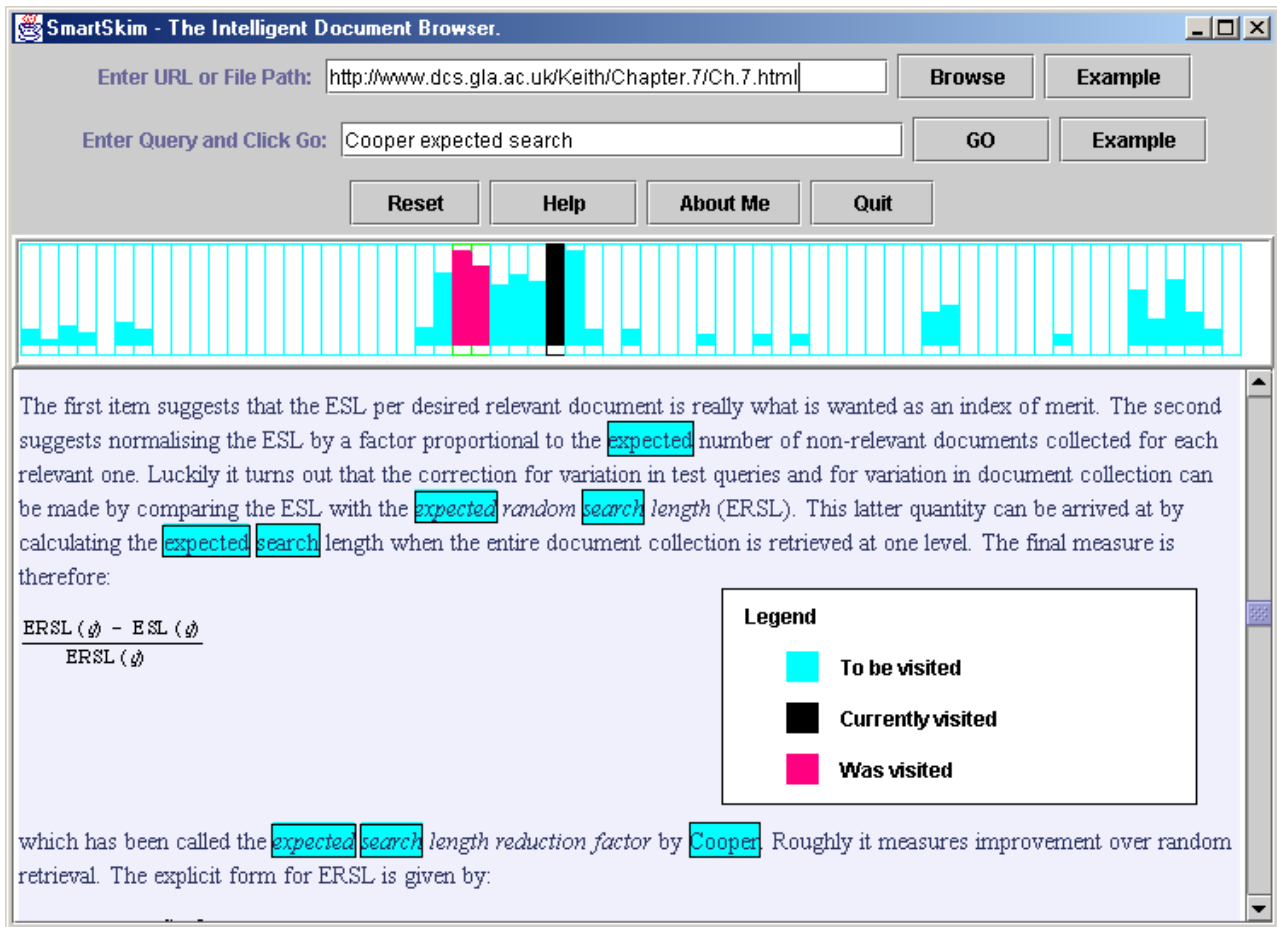 SmartSkim - The Intelligent Document Browser.
Enter URL or File Path: http://www.dcs.gla.ac.uk/Keith/Chapter.7/Ch.7.html Browse Example
Enter Query and Click Go: Cooper expected search GO Example
Reset Help About Me Quit
The first item suggests that the ESL per desired relevant document is really what is wanted as an index of merit. The second
suggests normalising the ESL by a factor proportional to the expected number of non-relevant documents collected for each
relevant one. Luckily it turns out that the correction for variation in test queries and for variation in document collection can
be made by comparing the ESL with the expected random search length (ERSL). This latter quantity can be arrived at by
calculating the expected search length when the entire document collection is retrieved at one level. The final measure is
therefore:
ERSL (q) - ESL (q)
ERSL (q)
Legend
To be visited
Currently visited
Was visited
which has been called the expected search length reduction factor by Cooper. Roughly it measures improvement over random
retrieval. The explicit form for ERSL is given by: